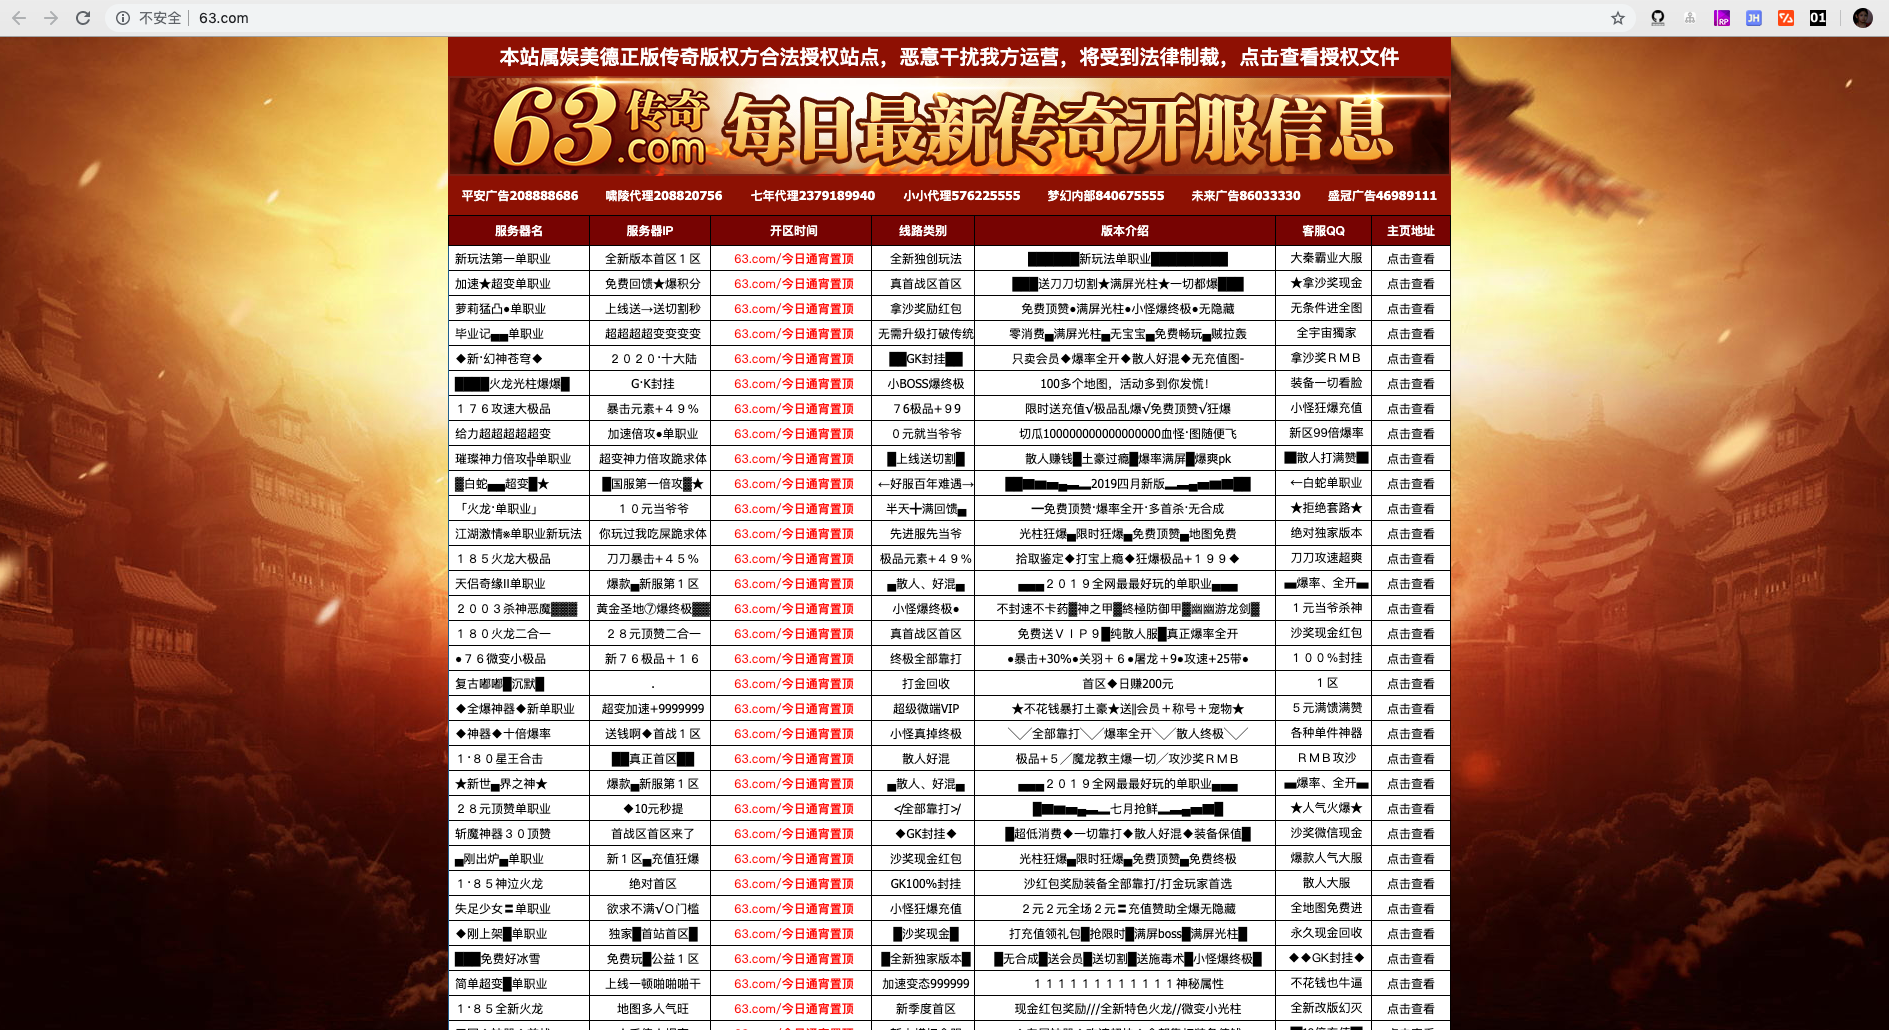 不安全 63.com
本站属娱美德正版传奇版权方合法授权站点，恶意干扰我方运营，将受到法律制裁，点击查看授权文件
63传奇.com 每日最新传奇开服信息
平安广告208888686 啸陵代理208820756 七年代理2379189940 小小代理576225555 梦幻内部840675555 未来广告86033330 盛冠广告46989111
服务器名 服务器IP 开区时间 线路类别 版本介绍 客服QQ 主页地址
新玩法第一单职业 全新版本首区１区 63.com/今日通宵置顶 全新独创玩法 ██████新玩法单职业█████████ 大秦霸业大服 点击查看
加速★超变单职业 免费回馈★爆积分 63.com/今日通宵置顶 真首战区首区 ███送刀刀切割★满屏光柱★一切都爆███ ★拿沙奖现金 点击查看
萝莉猛凸●单职业 上线送→送切割秒 63.com/今日通宵置顶 拿沙奖励红包 免费顶赞●满屏光柱●小怪爆终极●无隐藏 无条件进全图 点击查看
毕业记▄▄单职业 超超超超变变变变 63.com/今日通宵置顶 无需升级打破传统 零消费▄满屏光柱▄无宝宝▄免费畅玩▄贼拉轰 全宇宙獨家 点击查看
◆新·幻神苍穹◆ ２０２０·十大陆 63.com/今日通宵置顶 ██GK封挂██ 只卖会员◆爆率全开◆散人好混◆无充值图- 拿沙奖ＲＭＢ 点击查看
████火龙光柱爆爆█ G·K封挂 63.com/今日通宵置顶 小BOSS爆终极 100多个地图，活动多到你发慌！ 装备一切看脸 点击查看
１７６攻速大极品 暴击元素+４９% 63.com/今日通宵置顶 ７6极品+９9 限时送充值√极品乱爆√免费顶赞√狂爆 小怪狂爆充值 点击查看
给力超超超超超变 加速倍攻●单职业 63.com/今日通宵置顶 ０元就当爷爷 切瓜100000000000000000血怪·图随便飞 新区99倍爆率 点击查看
璀璨神力倍攻╬单职业 超变神力倍攻跪求体 63.com/今日通宵置顶 █上线送切割█ 散人赚钱█土豪过瘾█爆率满屏█爆爽pk ▇散人打满赞▇ 点击查看
▓白蛇▄▄超变█★ █国服第一倍攻▓★ 63.com/今日通宵置顶 ←好服百年难遇→ ██▇▆▅▄▃▂2019四月新版▂▃▄▅▆▇██ ←白蛇单职业 点击查看
「火龙·单职业」 １０元当爷爷 63.com/今日通宵置顶 半天╋满回馈▄ 一免费顶赞·爆率全开·多首杀·无合成 ★拒绝套路★ 点击查看
江湖激情※单职业新玩法 你玩过我吃屎跪求体 63.com/今日通宵置顶 先进服先当爷 光柱狂爆▄限时狂爆▄免费顶赞▄地图免费 绝对独家版本 点击查看
１８５火龙大极品 刀刀暴击+４５% 63.com/今日通宵置顶 极品元素+４９% 拾取鉴定◆打宝上瘾◆狂爆极品+１９９◆ 刀刀攻速超爽 点击查看
天侣奇缘II单职业 爆款▄新服第１区 63.com/今日通宵置顶 ▄散人、好混▄ ▄▄▄２０１９全网最最好玩的单职业▄▄▄ ▃爆率、全开▃ 点击查看
２００３杀神恶魔▓▓▓ 黄金圣地⑦爆终极▓▓ 63.com/今日通宵置顶 小怪爆终极● 不封速不卡药▓神之甲▓終極防御甲▓幽幽游龙剑▓ １元当爷杀神 点击查看
１８０火龙二合一 ２８元顶赞二合一 63.com/今日通宵置顶 真首战区首区 免费送ＶＩＰ９█纯散人服█真正爆率全开 沙奖现金红包 点击查看
●７６微变小极品 新７６极品＋１６ 63.com/今日通宵置顶 终极全部靠打 ●暴击+30%●关羽＋６●屠龙＋9●攻速+25带● １００%封挂 点击查看
复古嘟嘟█沉默█ . 63.com/今日通宵置顶 打金回收 首区◆日赚200元 １区 点击查看
◆全爆神器◆新单职业 超变加速+9999999 63.com/今日通宵置顶 超级微端VIP ★不花钱暴打土豪★送||会员＋称号＋宠物★ ５元满馈满赞 点击查看
◆神器◆十倍爆率 送钱啊◆首战１区 63.com/今日通宵置顶 小怪真掉终极 ╲╱全部靠打╲╱爆率全开╲╱散人终极╲╱ 各种单件神器 点击查看
１·８０星王合击 ██真正首区██ 63.com/今日通宵置顶 散人好混 极品+５╱魔龙教主爆一切╱攻沙奖ＲＭＢ ＲＭＢ攻沙 点击查看
★新世▄界之神★ 爆款▄新服第１区 63.com/今日通宵置顶 ▄散人、好混▄ ▄▄▄２０１９全网最最好玩的单职业▄▄▄ ▃爆率、全开▃ 点击查看
２８元顶赞单职业 ◆10元秒提 63.com/今日通宵置顶 ≮全部靠打≯ █▇▆▅▄▃▂七月抢鲜▂▃▄▅▆▇█ ★人气火爆★ 点击查看
斩魔神器３０顶赞 首战区首区来了 63.com/今日通宵置顶 ◆GK封挂◆ █超低消费◆一切靠打◆散人好混◆装备保值█ 沙奖微信现金 点击查看
▄刚出炉▄单职业 新１区▄充值狂爆 63.com/今日通宵置顶 沙奖现金红包 光柱狂爆▄限时狂爆▄免费顶赞▄免费终极 爆款人气大服 点击查看
１·８５神泣火龙 绝对首区 63.com/今日通宵置顶 GK100%封挂 沙红包奖励装备全部靠打/打金玩家首选 散人大服 点击查看
失足少女〓单职业 欲求不满√Ｏ门槛 63.com/今日通宵置顶 小怪狂爆充值 ２元２元全场２元〓充值赞助全爆无隐藏 全地图免费进 点击查看
◆刚上架█单职业 独家█首站首区█ 63.com/今日通宵置顶 █沙奖现金█ 打充值领礼包█抢限时█满屏boss█满屏光柱█ 永久现金回收 点击查看
███免费好冰雪 免费玩█公益１区 63.com/今日通宵置顶 █全新独家版本█ █无合成█送会员█送切割█送施毒术█小怪爆终极█ ◆◆GK封挂◆ 点击查看
简单超变█单职业 上线一顿啪啪啪干 63.com/今日通宵置顶 加速变态999999 １１１１１１１１１１１１神秘属性 不花钱也牛逼 点击查看
１·８５全新火龙 地图多人气旺 63.com/今日通宵置顶 新季度首区 现金红包奖励///全新特色火龙//微变小光柱 全新改版幻灭 点击查看